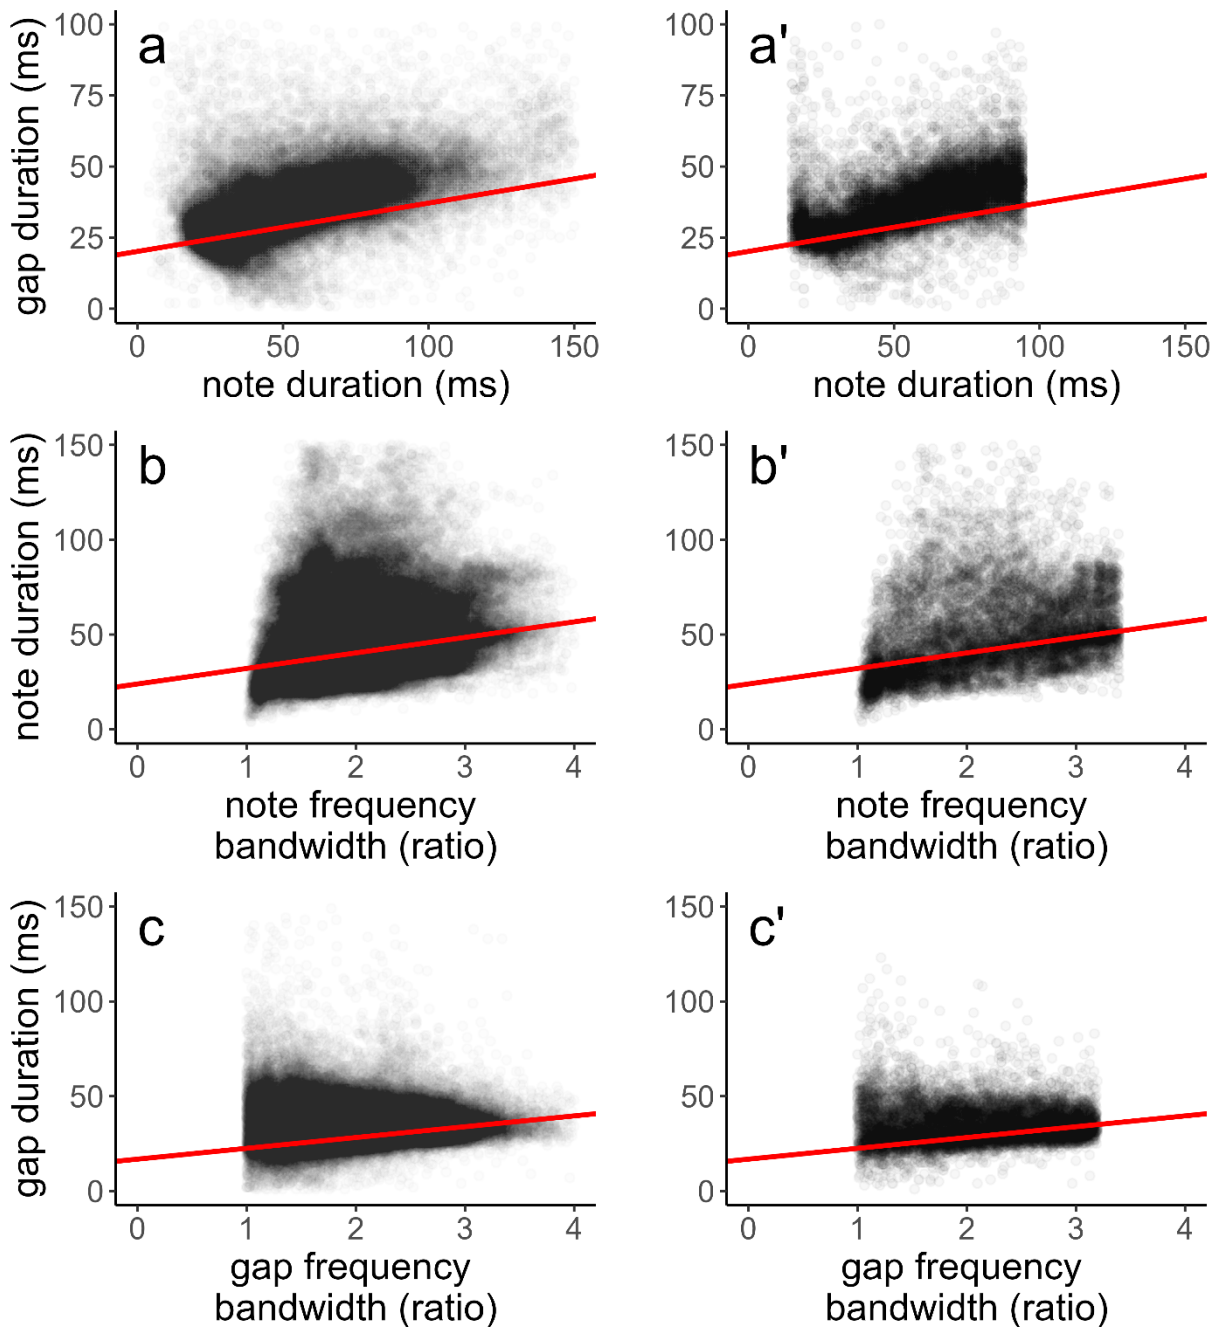 a
gap duration (ms)
100
75
50
25
0
0 50 100 150
note duration (ms)
a'
100
75
50
25
0
0 50 100 150
note duration (ms)
b
note duration (ms)
150
100
50
0
0 1 2 3 4
note frequency
bandwidth (ratio)
b'
150
100
50
0
0 1 2 3 4
note frequency
bandwidth (ratio)
c
gap duration (ms)
150
100
50
0
0 1 2 3 4
gap frequency
bandwidth (ratio)
c'
150
100
50
0
0 1 2 3 4
gap frequency
bandwidth (ratio)